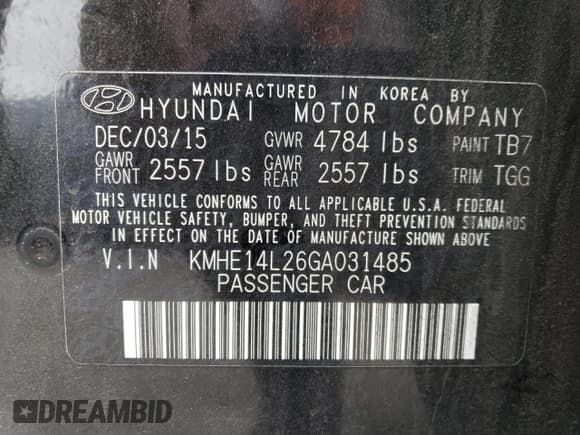 MANUFACTURED IN KOREA BY
HYUNDAI MOTOR COMPANY
DEC/03/15 GVWR 4784 lbs PAINT TB7
GAWR FRONT 2557 lbs GAWR REAR 2557 lbs TRIM TGG
THIS VEHICLE CONFORMS TO ALL APPLICABLE U.S.A. FEDERAL
MOTOR VEHICLE SAFETY, BUMPER, AND THEFT PREVENTION STANDARDS
IN EFFECT ON THE DATE OF MANUFACTURE SHOWN ABOVE
V.I.N KMHE14L26GA031485
PASSENGER CAR
DREAMBID